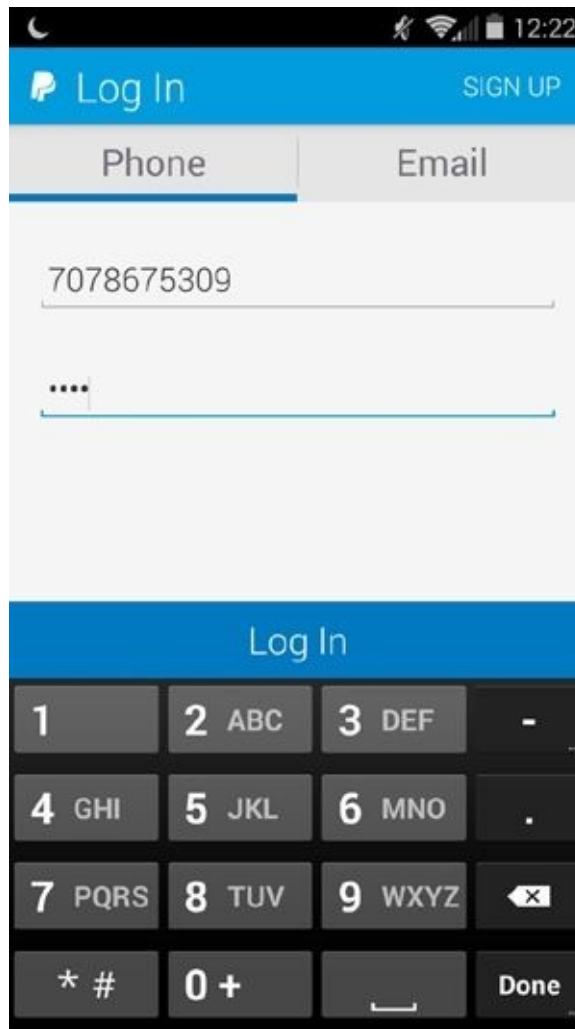 12:22
Log In
SIGN UP
Phone
Email
7078675309
••••
Log In
1
2 ABC
3 DEF
-
4 GHI
5 JKL
6 MNO
.
7 PQRS
8 TUV
9 WXYZ
* #
0 +
Done